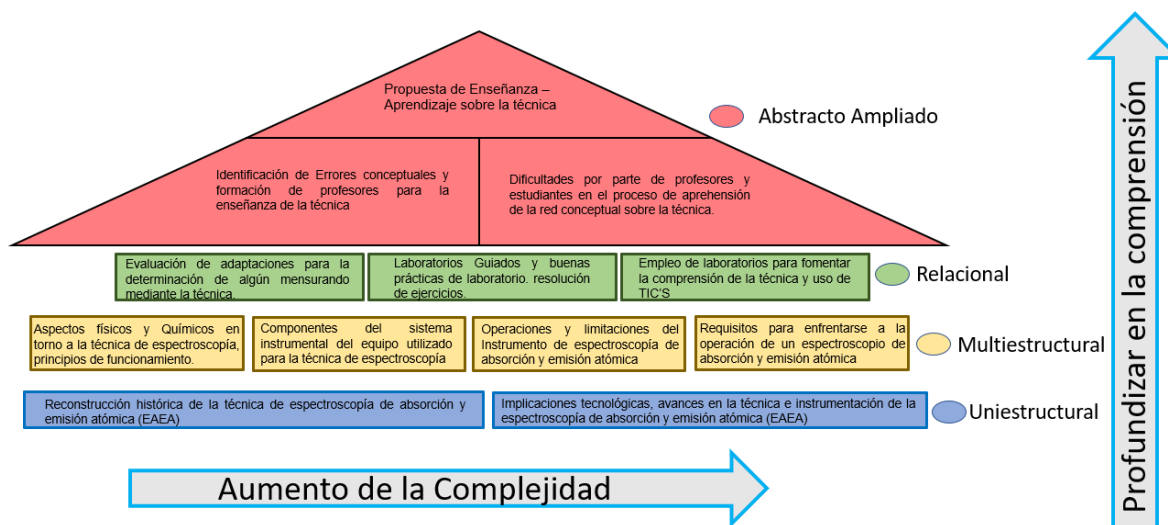 Propuesta de Enseñanza –
Aprendizaje sobre la técnica
Abstracto Ampliado
Identificación de Errores conceptuales y
formación de profesores para la
enseñanza de la técnica
Dificultades por parte de profesores y
estudiantes en el proceso de aprehensión
de la red conceptual sobre la técnica.
Evaluación de adaptaciones para la
determinación de algún mensurando
mediante la técnica.
Laboratorios Guiados y buenas
prácticas de laboratorio. resolución
de ejercicios.
Empleo de laboratorios para fomentar
la comprensión de la técnica y uso de
TIC'S
Relacional
Aspectos físicos y Químicos en
torno a la técnica de espectroscopía,
principios de funcionamiento.
Componentes del sistema
instrumental del equipo utilizado
para la técnica de espectroscopía
Operaciones y limitaciones del
Instrumento de espectroscopía de
absorción y emisión atómica
Requisitos para enfrentarse a la
operación de un espectroscopio de
absorción y emisión atómica
Multiestructural
Reconstrucción histórica de la técnica de espectroscopía de absorción y
emisión atómica (EAEA)
Implicaciones tecnológicas, avances en la técnica e instrumentación de la
espectroscopía de absorción y emisión atómica (EAEA)
Uniestructural
Aumento de la Complejidad
Profundizar en la comprensión